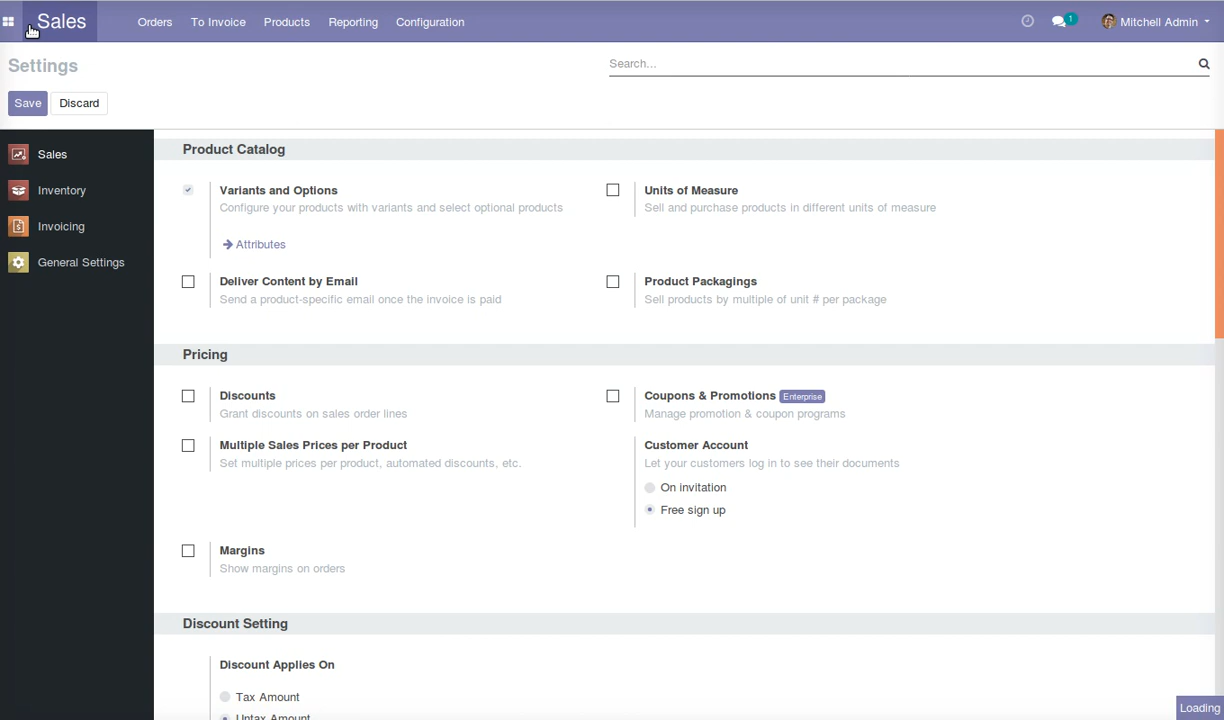 Sales Orders To Invoice Products Reporting Configuration 1 Mitchell Admin
Settings Search...
Save Discard
Sales
Inventory
Invoicing
General Settings
Product Catalog
Variants and Options
Configure your products with variants and select optional products
Attributes
Units of Measure
Sell and purchase products in different units of measure
Deliver Content by Email
Send a product-specific email once the invoice is paid
Product Packagings
Sell products by multiple of unit # per package
Pricing
Discounts
Grant discounts on sales order lines
Coupons & Promotions Enterprise
Manage promotion & coupon programs
Multiple Sales Prices per Product
Set multiple prices per product, automated discounts, etc.
Customer Account
Let your customers log in to see their documents
On invitation
Free sign up
Margins
Show margins on orders
Discount Setting
Discount Applies On
Tax Amount
Untax Amount
Loading